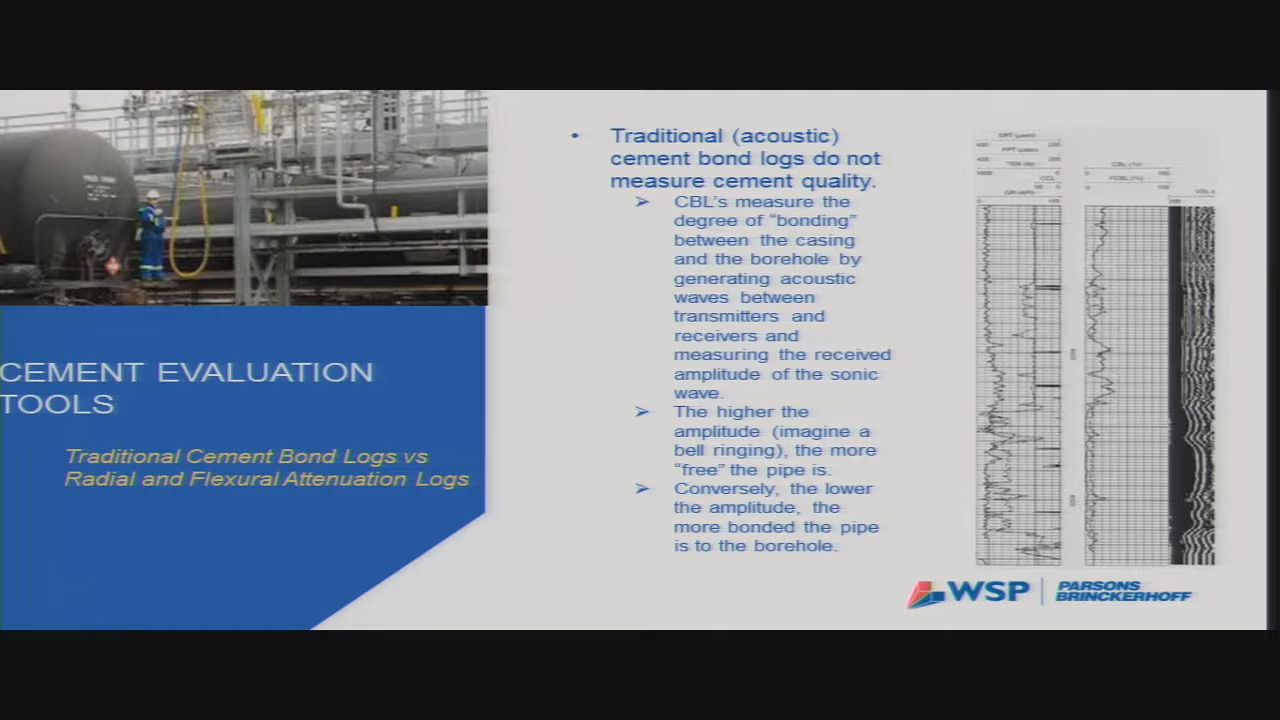 CEMENT EVALUATION
TOOLS
Traditional Cement Bond Logs vs
Radial and Flexural Attenuation Logs
• Traditional (acoustic)
cement bond logs do not
measure cement quality.
➢ CBL's measure the
degree of "bonding"
between the casing
and the borehole by
generating acoustic
waves between
transmitters and
receivers and
measuring the received
amplitude of the sonic
wave.
➢ The higher the
amplitude (imagine a
bell ringing), the more
"free" the pipe is.
➢ Conversely, the lower
the amplitude, the
more bonded the pipe
is to the borehole.
CCL
CBL (%)
WSP | PARSONS
BRINCKERHOFF